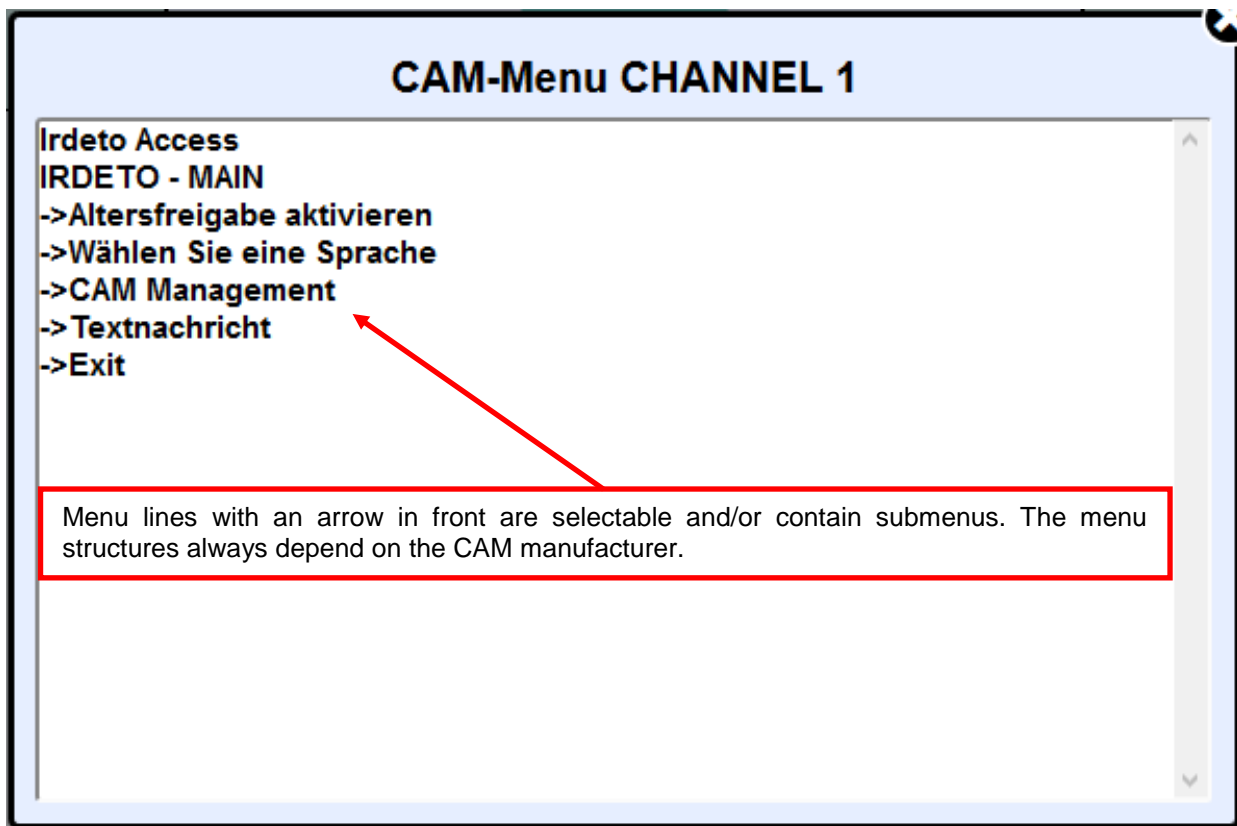 CAM-Menu CHANNEL 1
Irdeto Access
IRDETO - MAIN
->Altersfreigabe aktivieren
->Wählen Sie eine Sprache
->CAM Management
->Textnachricht
->Exit
Menu lines with an arrow in front are selectable and/or contain submenus. The menu
structures always depend on the CAM manufacturer.